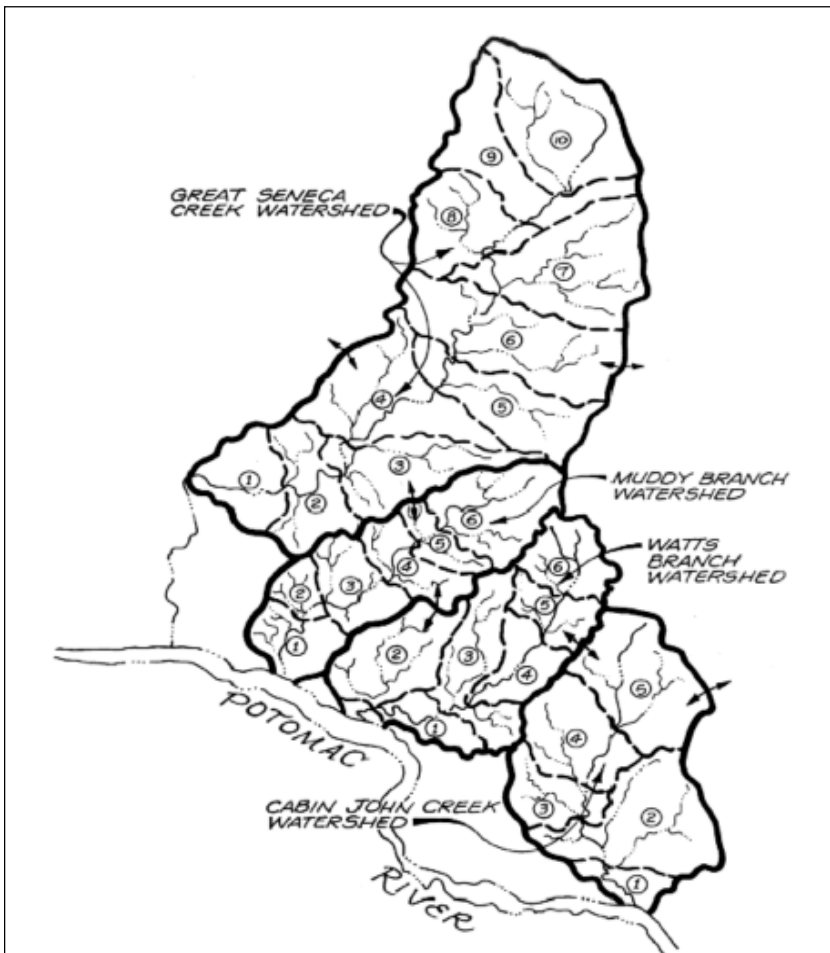 ⑩
⑨
GREAT SENECA
CREEK WATERSHED
⑧
⑦
⑥
④
⑤
③
①
②
MUDDY BRANCH
WATERSHED
⑥
⑤
④
③
②
①
WATTS
BRANCH
WATERSHED
⑥
⑤
②
③
④
①
POTOMAC
⑤
④
③
②
①
CABIN JOHN CREEK
WATERSHED
RIVER